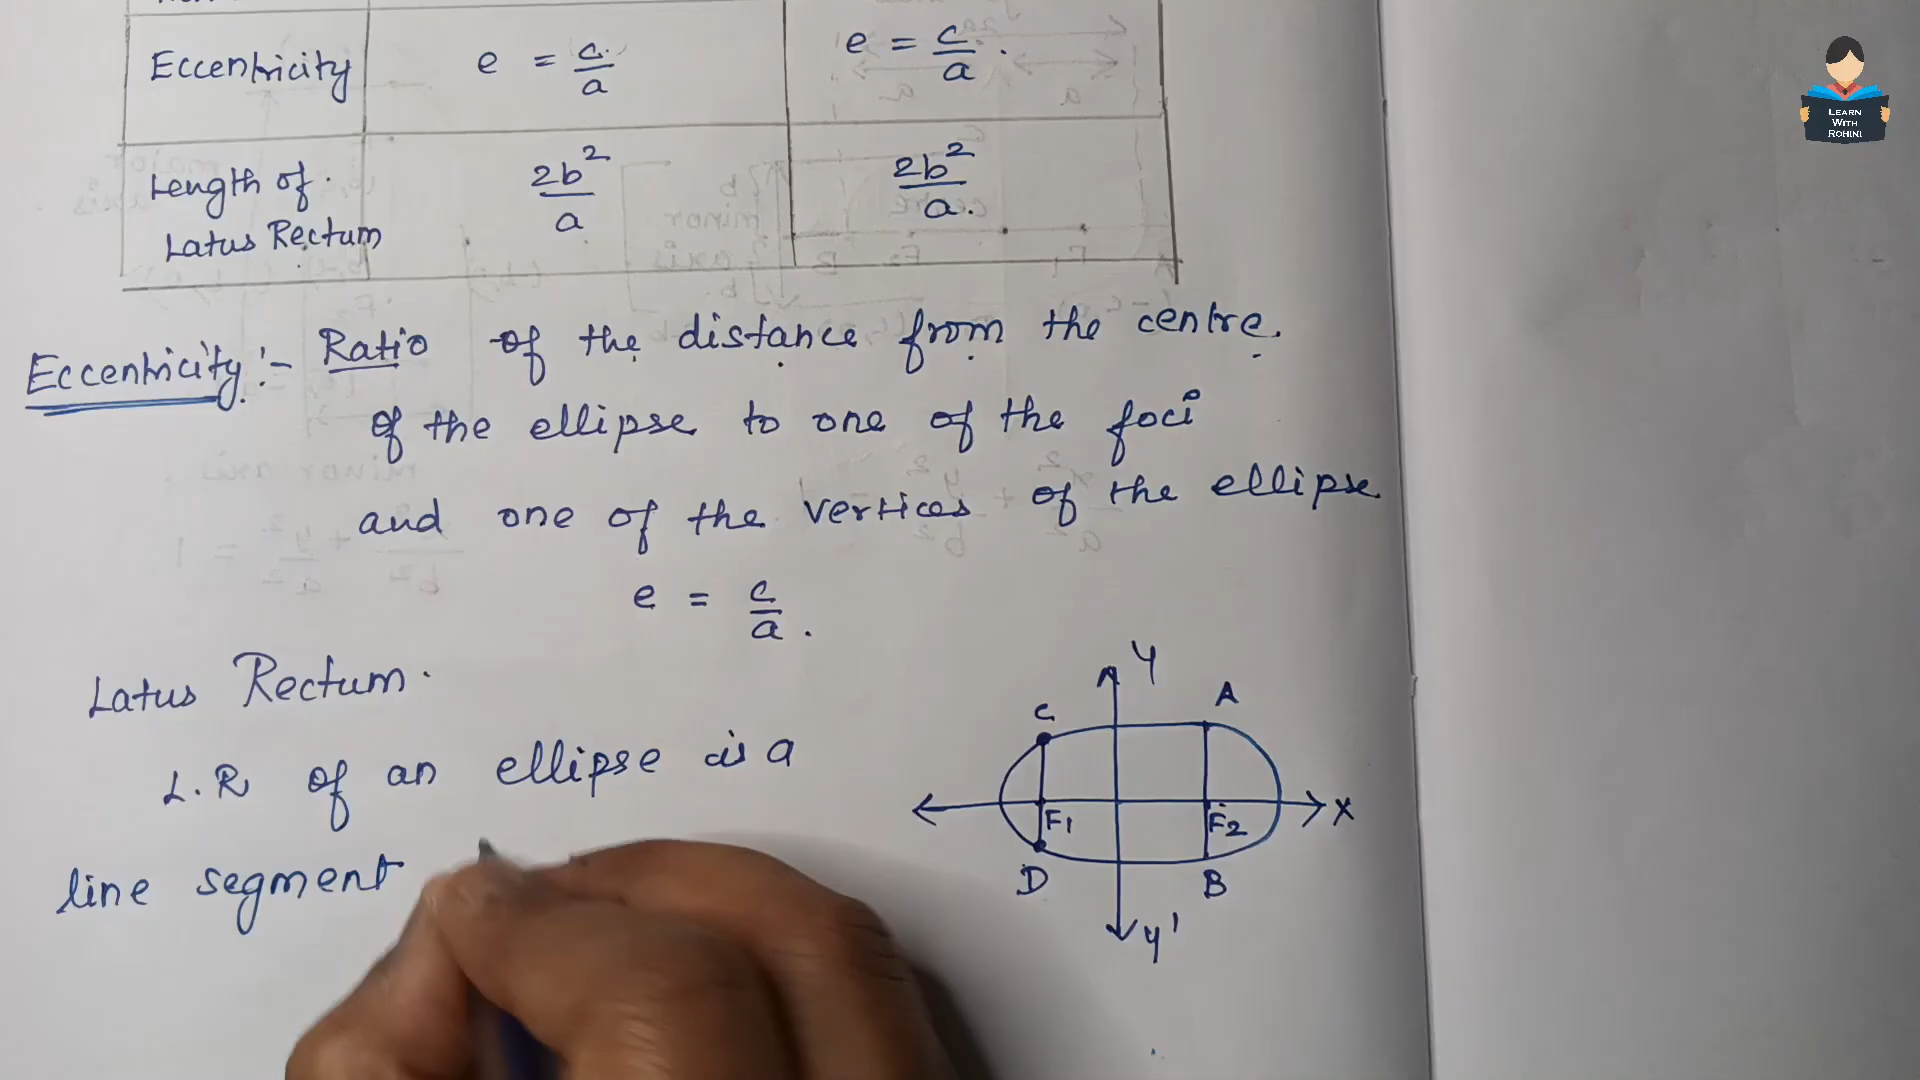 Eccentricity e = c/a e = c/a.
Length of Latus Rectum 2b²/a 2b²/a.
Eccentricity:- Ratio of the distance from the centre.
of the ellipse to one of the foci
and one of the vertices of the ellipse
e = c/a.
Latus Rectum.
L.R of an ellipse is a
line segment
Y
C A
F1 F2 X
D B
y'
LEARN
WITH
ROHINI